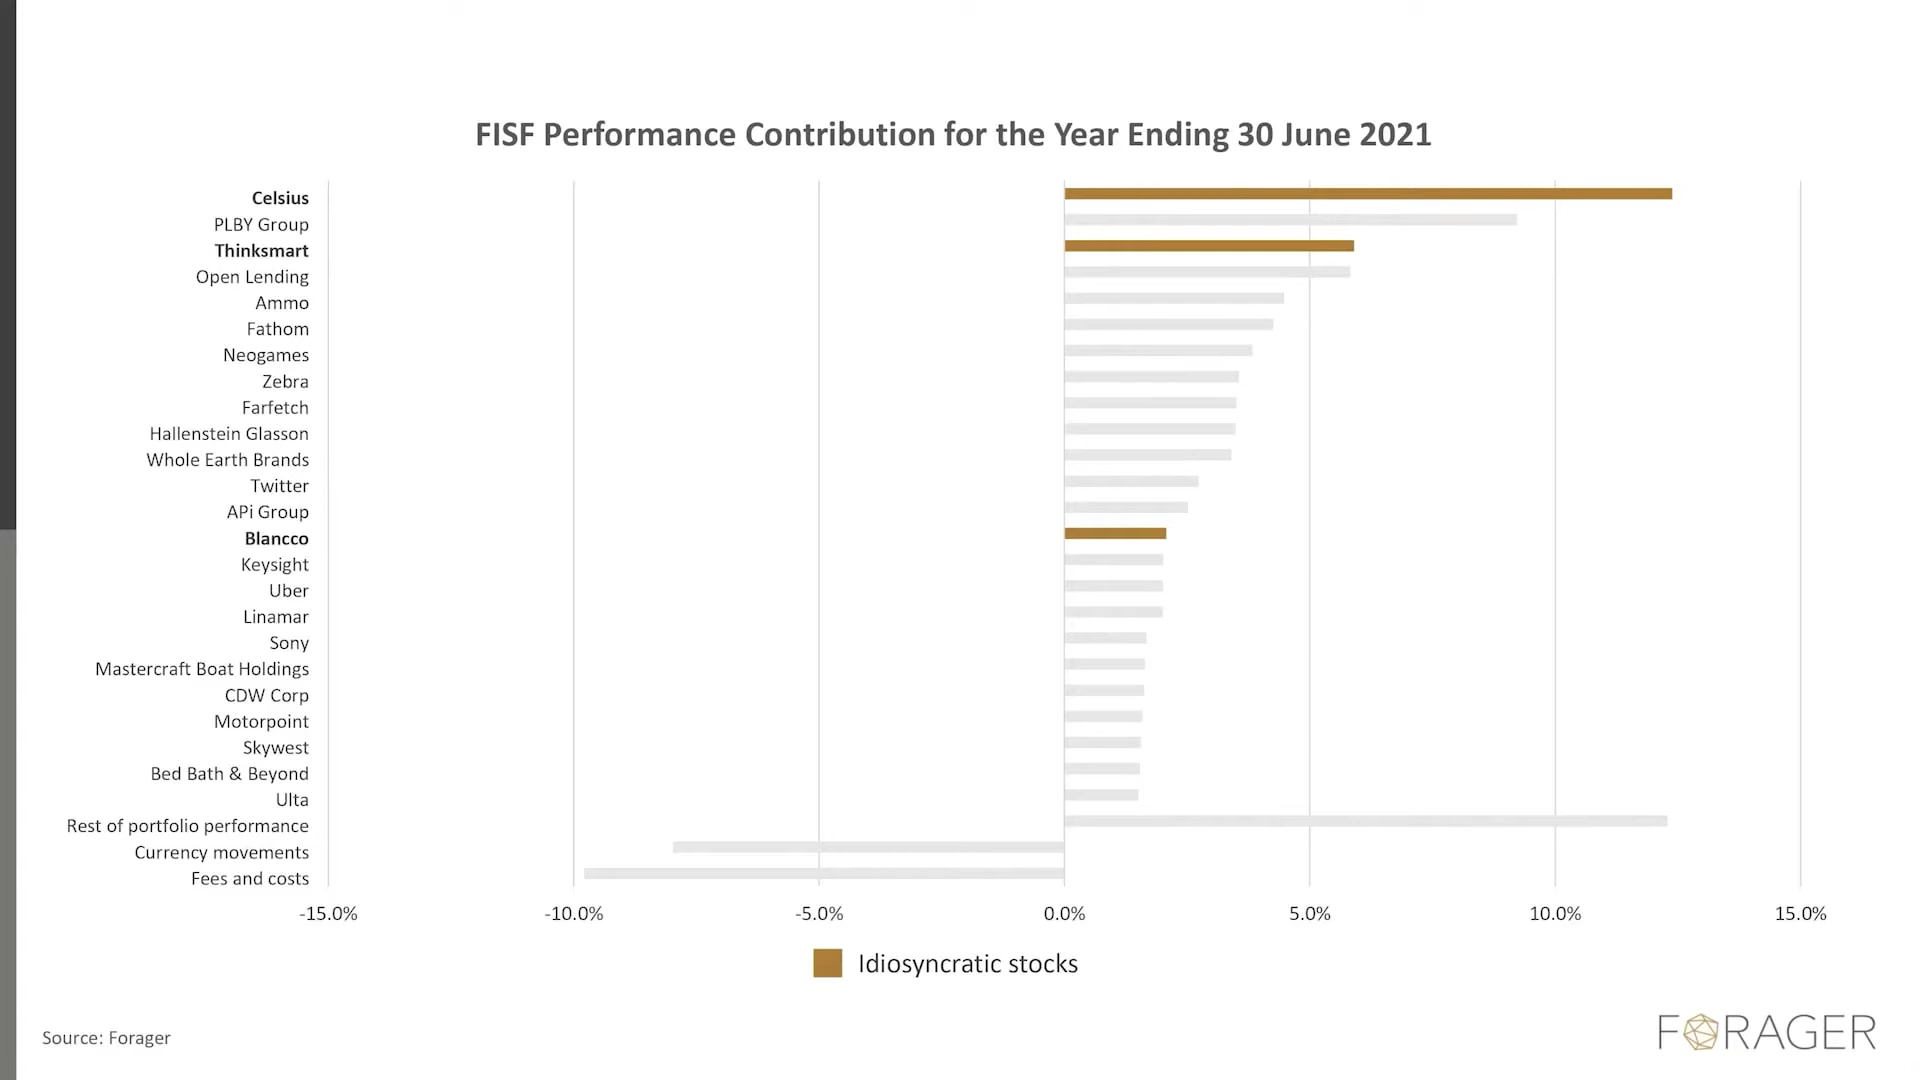 FISF Performance Contribution for the Year Ending 30 June 2021
Celsius
PLBY Group
Thinksmart
Open Lending
Ammo
Fathom
Neogames
Zebra
Farfetch
Hallenstein Glasson
Whole Earth Brands
Twitter
APi Group
Blancco
Keysight
Uber
Linamar
Sony
Mastercraft Boat Holdings
CDW Corp
Motorpoint
Skywest
Bed Bath & Beyond
Ulta
Rest of portfolio performance
Currency movements
Fees and costs
-15.0% -10.0% -5.0% 0.0% 5.0% 10.0% 15.0%
Idiosyncratic stocks
Source: Forager
FORAGER